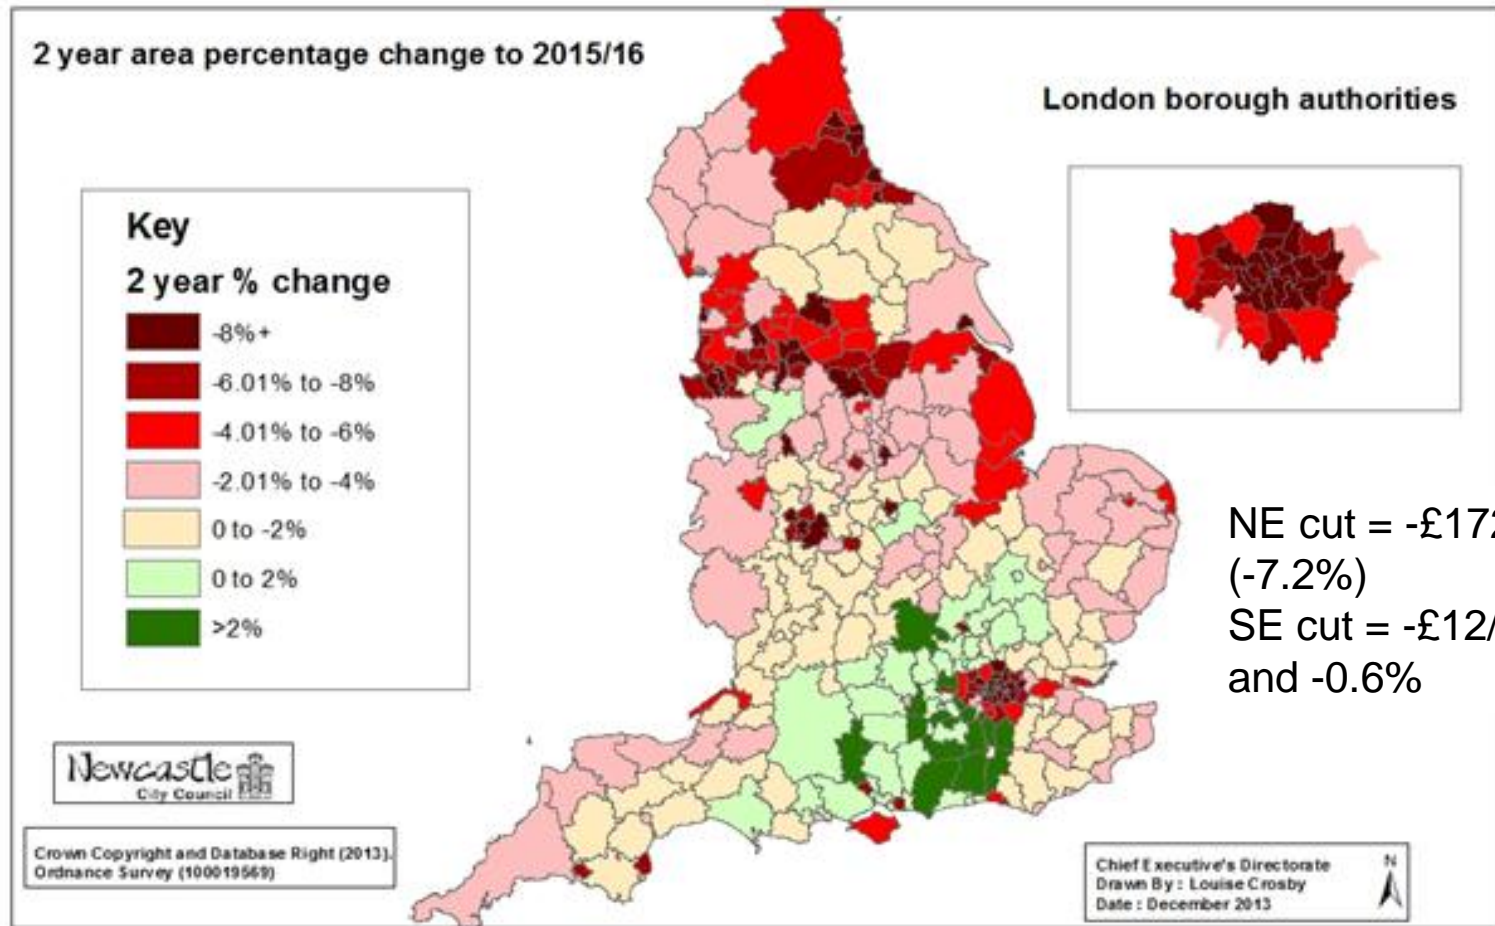 2 year area percentage change to 2015/16
London borough authorities
Key
2 year % change
-8%+
-6.01% to -8%
-4.01% to -6%
-2.01% to -4%
0 to -2%
0 to 2%
>2%
NE cut = -£172
(-7.2%)
SE cut = -£12/
and -0.6%
Newcastle
City Council
Crown Copyright and Database Right (2013).
Ordnance Survey (100019569)
Chief Executive's Directorate
Drawn By : Louise Crosby
Date : December 2013
N